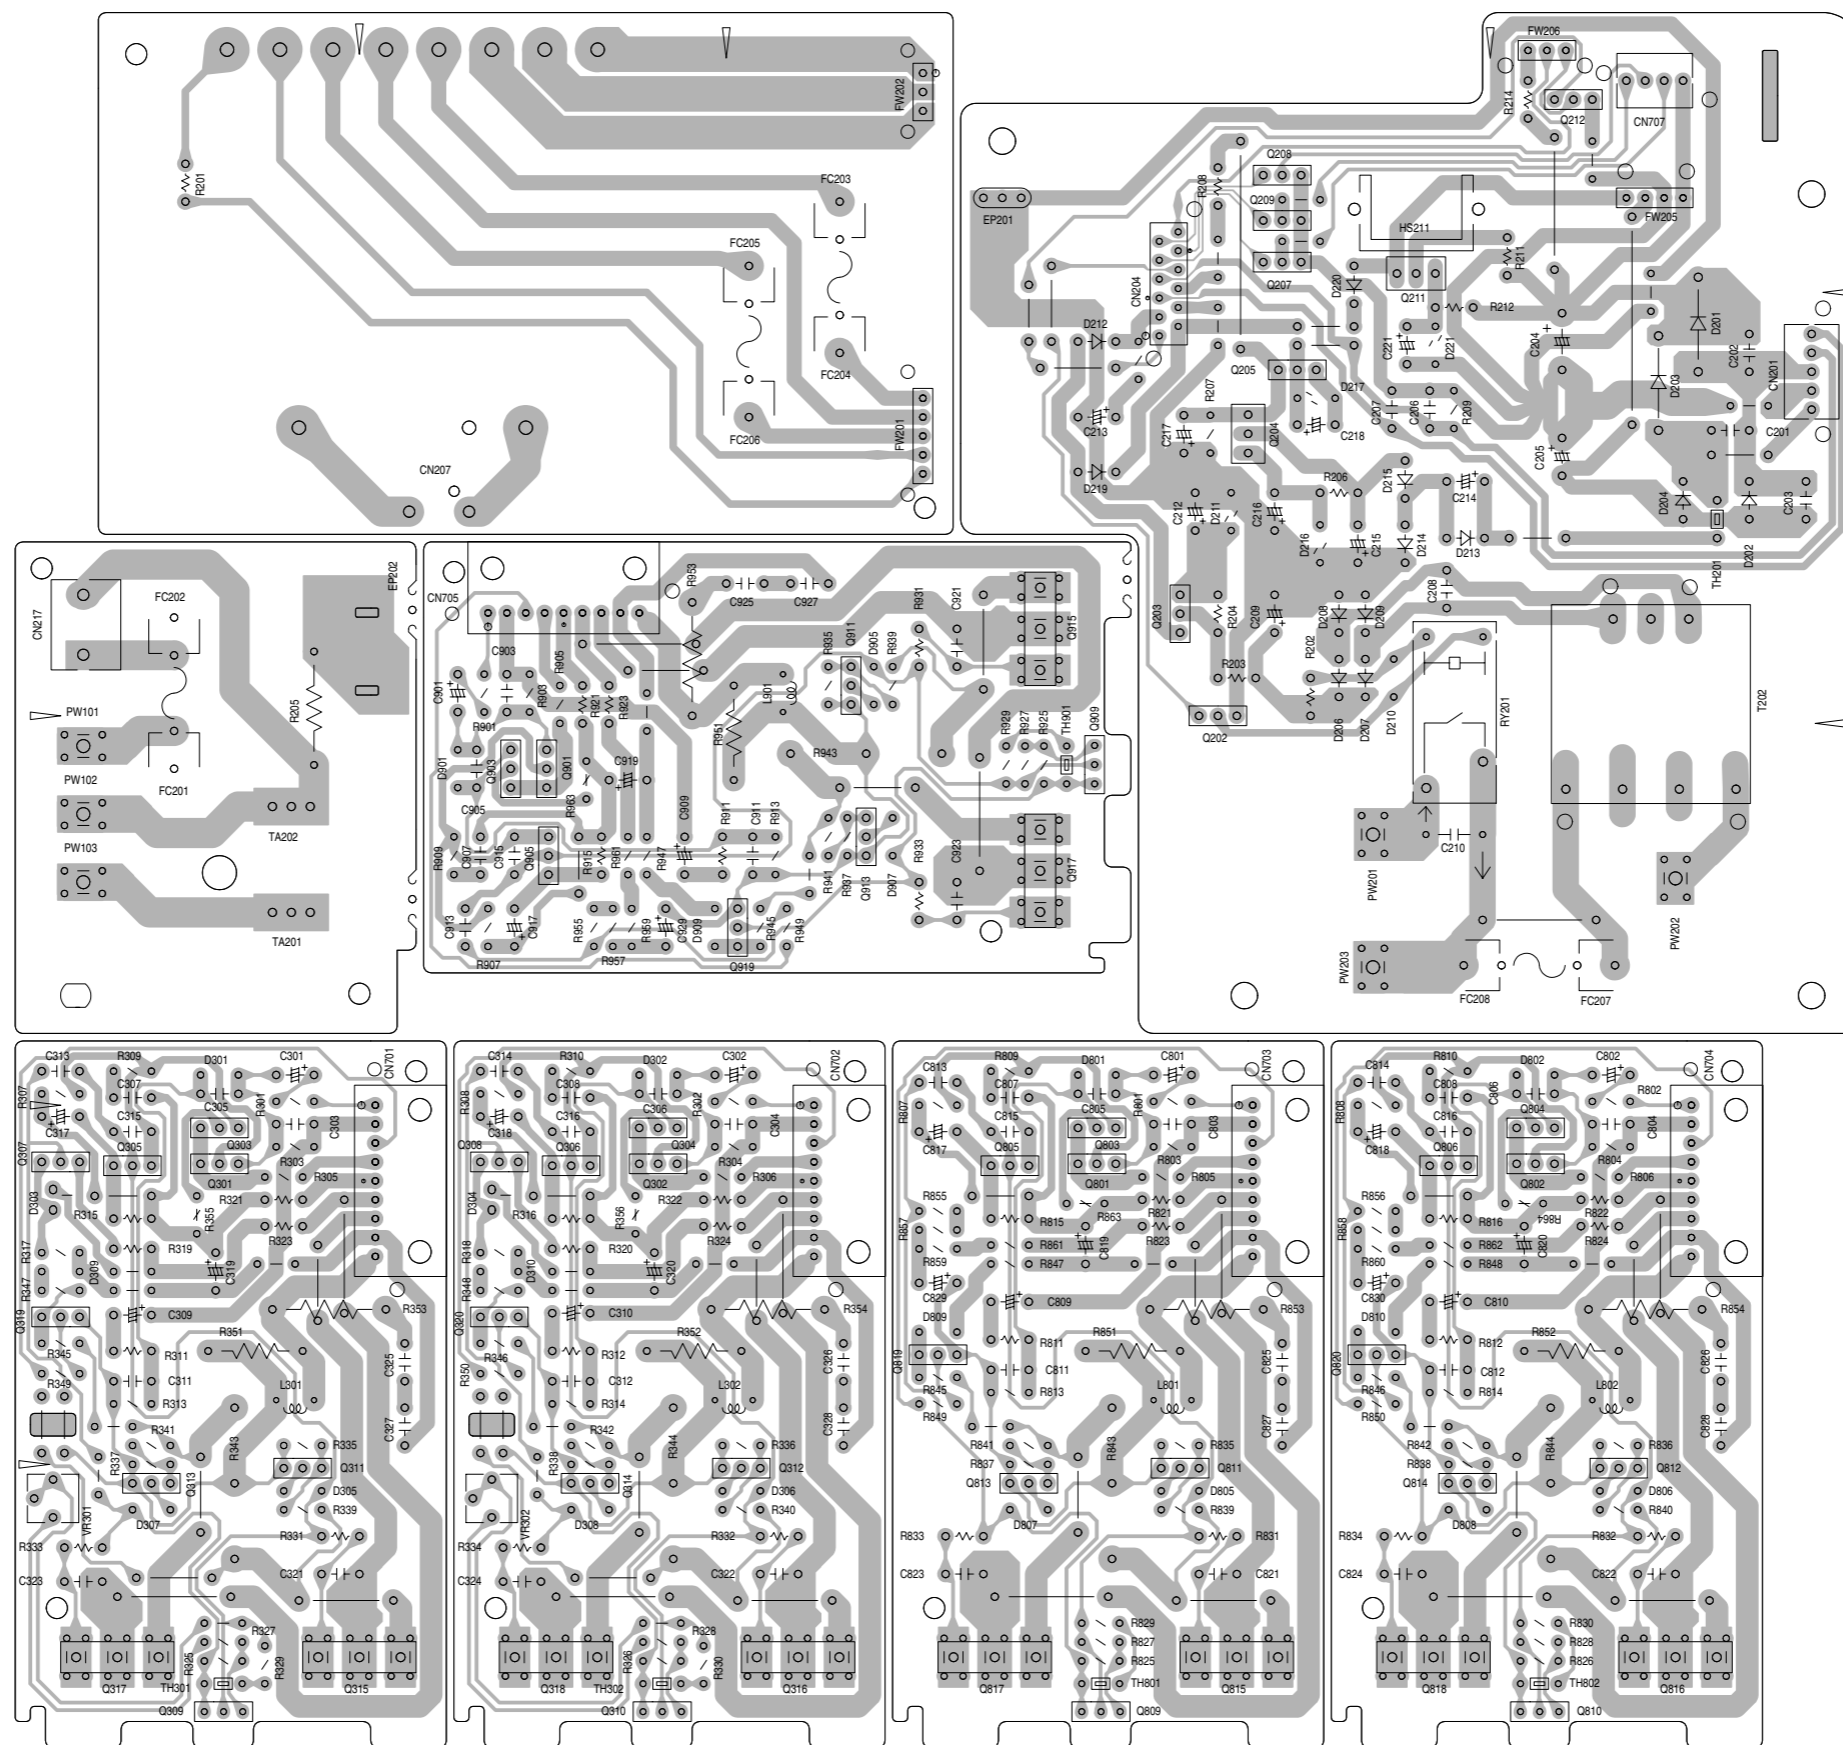 FW202
R201
FC203
FC205
FC204
FC206
FW201
CN207
FW206
R214
Q212
CN707
Q208
R208
Q209
EP201
HS211
FW205
R211
CN204
Q207
D220
Q211
R212
D212
D201
C204
C202
C221
D221
Q205
D203
CN201
D217
R207
C207
C206
R209
C213
C217
Q204
C218
C201
C205
D219
R206
D215
C214
D204
C203
C212
D211
C216
D216
C215
D214
D213
D202
TH201
CN217
FC202
EP202
CN705
R953
C925
C927
R931
C921
Q915
Q203
R204
C209
D208
D209
C208
C903
R905
R935
Q911
D905
R939
R202
R203
C901
R903
R921
R923
L901
R205
PW101
R901
R951
R929
R927
R925
TH901
Q909
Q202
D206
D207
D210
RY201
T202
PW102
FC201
D901
Q903
Q901
C919
R943
R963
C905
C909
R911
C911
R913
TA202
PW103
R909
C907
C915
Q905
R915
R961
R947
R933
C923
Q917
C210
R941
R937
Q913
D907
PW201
TA201
C913
C917
R955
R959
C929
D909
R945
R949
R907
R957
Q919
PW202
PW203
FC208
FC207
C313
R309
D301
C301
CN701
R307
C307
C305
R301
C315
C303
C317
Q305
Q303
Q307
R303
Q301
R305
D303
R321
R315
R355
R317
R319
R323
D309
C319
R347
Q319
C309
R353
R351
R345
R311
C325
R349
C311
L301
R313
C327
R341
R343
R335
R337
Q313
Q311
D305
VR301
D307
R339
R331
R333
C323
C321
R327
R325
R329
Q317
TH301
Q315
Q309
C314
R310
D302
C302
CN702
R308
C308
C306
R302
C316
C304
C318
Q308
Q306
Q304
R304
Q302
R306
D304
R322
R316
R356
R318
R320
R324
D310
C320
R348
Q320
C310
R354
R352
R346
R312
C326
R350
C312
L302
R314
C328
R342
R344
R336
R338
Q314
Q312
D306
VR302
D308
R340
R332
R334
C324
C322
R328
R326
R330
Q318
TH302
Q316
Q310
R809
D801
C801
CN703
C813
C807
R807
C805
R801
C815
C803
C817
Q805
Q803
R803
Q801
R805
R855
R863
R821
R857
R815
R861
C819
R823
R859
R847
C829
C809
R853
D809
R811
R851
Q819
C825
C811
R845
R813
L801
R849
C827
R841
R843
R835
R837
Q813
Q811
D805
D807
R839
R833
R831
C823
C821
R829
R827
R825
Q817
TH801
Q815
Q809
R810
D802
C802
CN704
C814
C808
C806
R802
R808
Q804
C816
C804
C818
Q806
R804
Q802
R806
R856
R864
R822
R858
R816
R862
C820
R824
R860
R848
C830
C810
R854
D810
R812
R852
Q820
C826
C812
R846
R814
L802
R850
C828
R842
R844
R836
R838
Q814
Q812
D806
D808
R840
R834
R832
C824
C822
R830
R828
R826
Q818
TH802
Q816
Q810